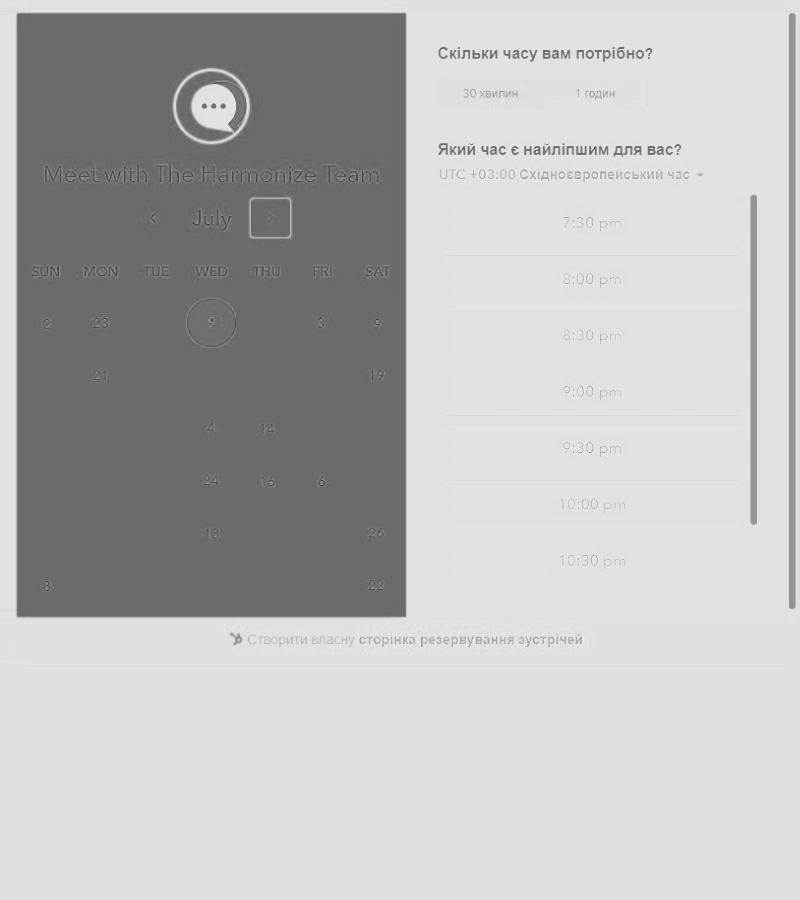 Meet with The Harmonize Team
July
SUN MON TUE WED THU FRI SAT
2 23 9 3 9
21 19
4 14
24 16 6
13 26
8 22
Скільки часу вам потрібно?
30 хвилин 1 годин
Який час є найліпшим для вас?
UTC +03:00 Східноєвропейський час
7:30 pm
8:00 pm
8:30 pm
9:00 pm
9:30 pm
10:00 pm
10:30 pm
Створити власну сторінка резервування зустрічей